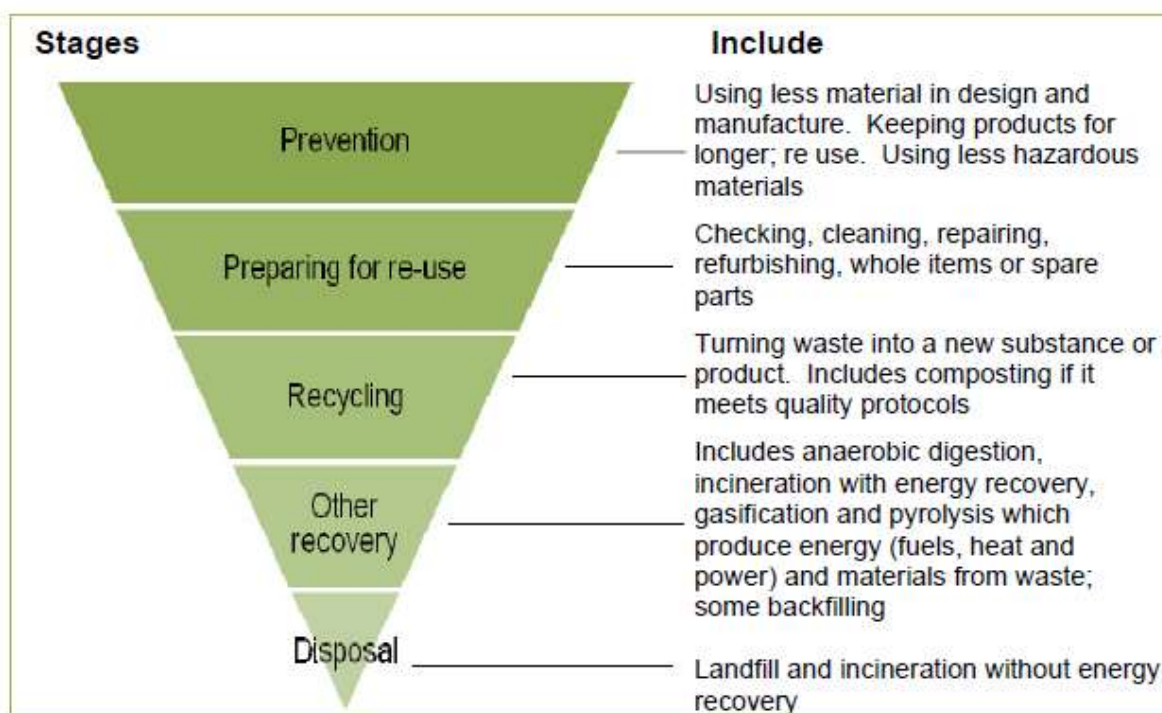 Stages
Include
Prevention
Using less material in design and
manufacture.  Keeping products for
longer; re use.  Using less hazardous
materials
Preparing for re-use
Checking, cleaning, repairing,
refurbishing, whole items or spare
parts
Recycling
Turning waste into a new substance or
product.  Includes composting if it
meets quality protocols
Other
recovery
Includes anaerobic digestion,
incineration with energy recovery,
gasification and pyrolysis which
produce energy (fuels, heat and
power) and materials from waste;
some backfilling
Disposal
Landfill and incineration without energy
recovery